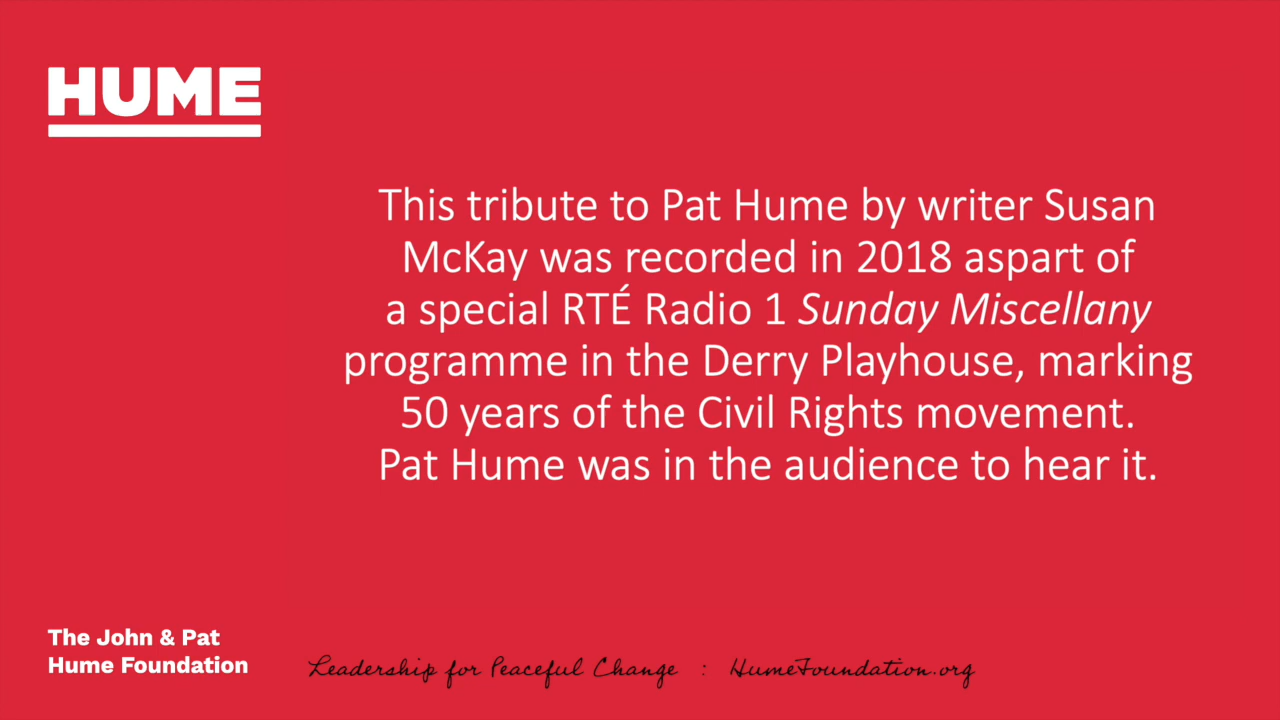 HUME
This tribute to Pat Hume by writer Susan
McKay was recorded in 2018 aspart of
a special RTÉ Radio 1 Sunday Miscellany
programme in the Derry Playhouse, marking
50 years of the Civil Rights movement.
Pat Hume was in the audience to hear it.
The John & Pat
Hume Foundation
Leadership for Peaceful Change : HumeFoundation.org